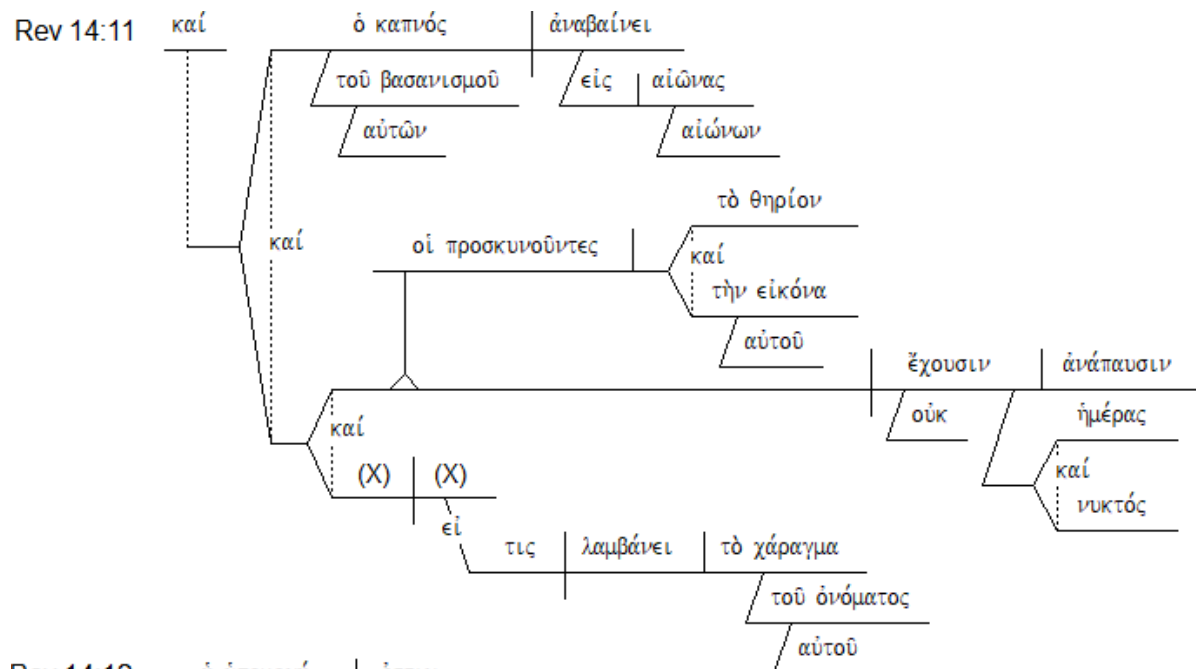 Rev 14:11 καί ὁ καπνός ἀναβαίνει
τοῦ βασανισμοῦ εἰς αἰῶνας
αὐτῶν αἰώνων
τὸ θηρίον
καί οἱ προσκυνοῦντες καί
τὴν εἰκόνα
αὐτοῦ
ἔχουσιν ἀνάπαυσιν
καί οὐκ ἡμέρας
(X) (X) καί
νυκτός
εἰ
τις λαμβάνει τὸ χάραγμα
τοῦ ὀνόματος
αὐτοῦ